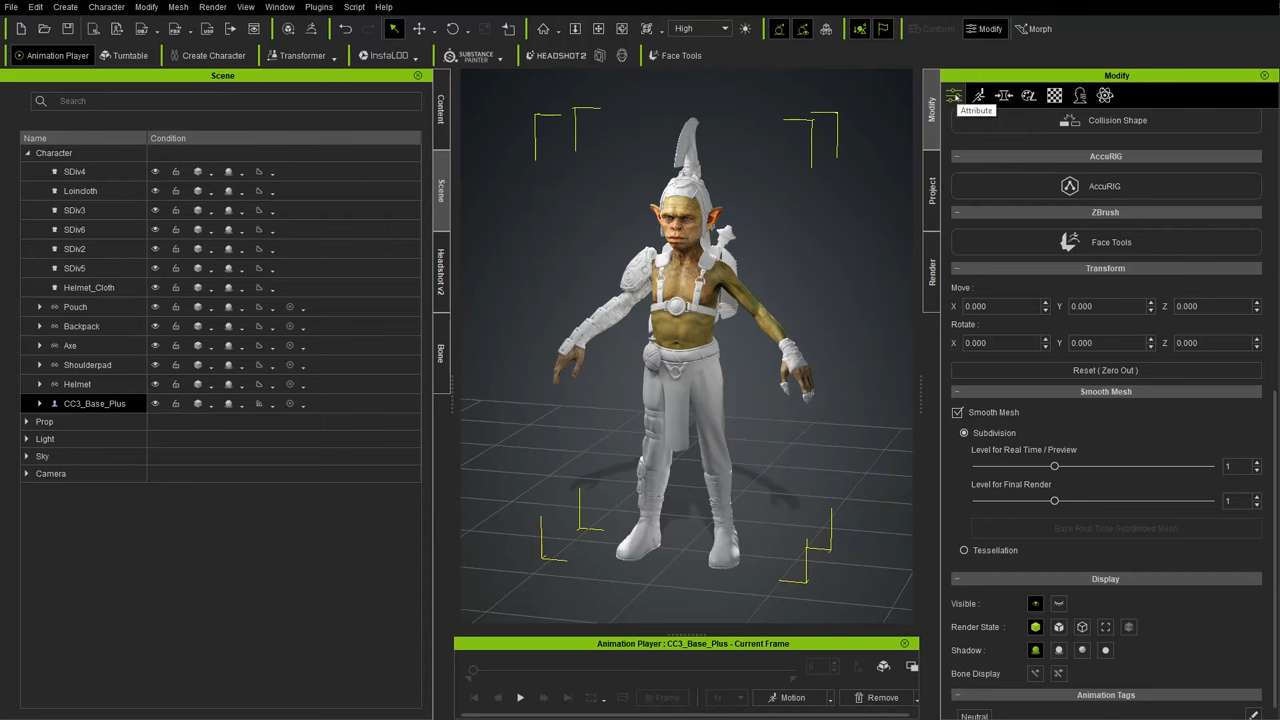 File Edit Create Character Modify Mesh Render View Window Plugins Script Help
High Conform Modify Morph
Animation Player Turntable Create Character Transformer InstaLOD SUBSTANCE PAINTER HEADSHOT 2 Face Tools
Scene
Search
Name Condition
Character
SDiv4
Loincloth
SDiv3
SDiv6
SDiv2
SDiv5
Helmet_Cloth
Pouch
Backpack
Axe
Shoulderpad
Helmet
CC3_Base_Plus
Prop
Light
Sky
Camera
Content
Scene
Headshot v2
Bone
Modify
Project
Render
Modify
Attribute
Collision Shape
AccuRIG
AccuRIG
ZBrush
Face Tools
Transform
Move :
X 0.000 Y 0.000 Z 0.000
Rotate :
X 0.000 Y 0.000 Z 0.000
Reset ( Zero Out )
Smooth Mesh
Smooth Mesh
Subdivision
Level for Real Time / Preview
1
Level for Final Render
1
Bake Real Time Subdivided Mesh
Tessellation
Display
Visible :
Render State :
Shadow :
Bone Display
Animation Tags
Neutral
Animation Player : CC3_Base_Plus - Current Frame
0
By Frame 1x Motion Remove